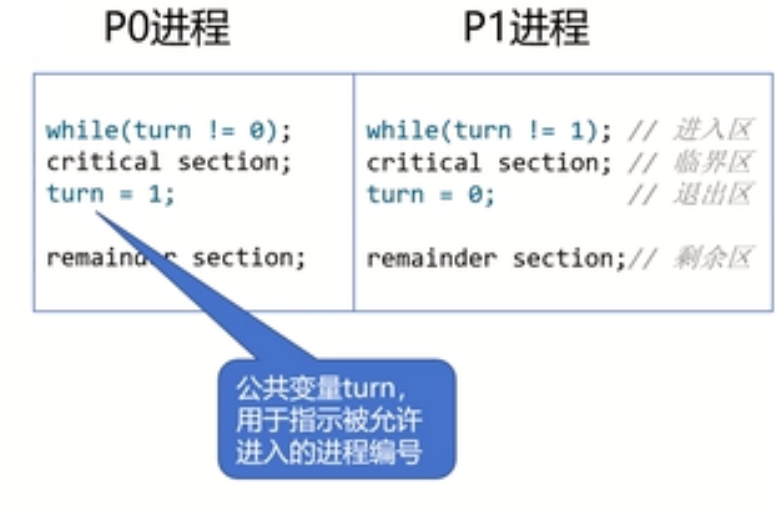 P0进程
P1进程
while(turn != 0);
critical section;
turn = 1;
remainder section;
while(turn != 1); // 进入区
critical section; // 临界区
turn = 0; // 退出区
remainder section;// 剩余区
公共变量turn,
用于指示被允许
进入的进程编号